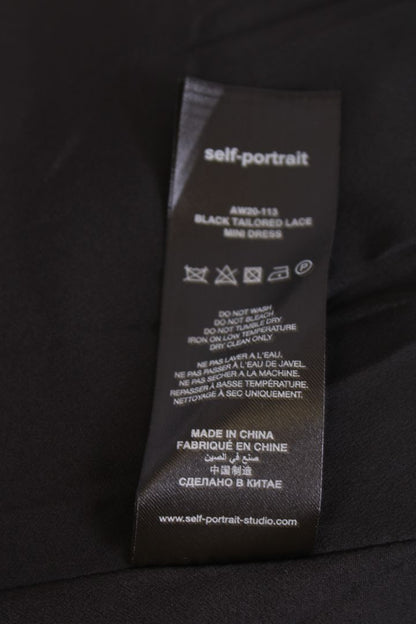 self-portrait
AW20-113
BLACK TAILORED LACE
MINI DRESS
P
DO NOT WASH
DO NOT BLEACH
DO NOT TUMBLE DRY
IRON ON LOW TEMPERATURE
DRY CLEAN ONLY
NE PAS LAVER A L'EAU,
NE PAS PASSER À L'EAU DE JAVEL,
NE PAS SECHER A LA MACHINE.
REPASSER À BASSE TEMPÉRATURE.
NETTOYAGE À SEC UNIQUEMENT.
MADE IN CHINA
FABRIQUÉ EN CHINE
صنع في الصين
中国制造
СДЕЛАНО В КИТАЕ
www.self-portrait-studio.com